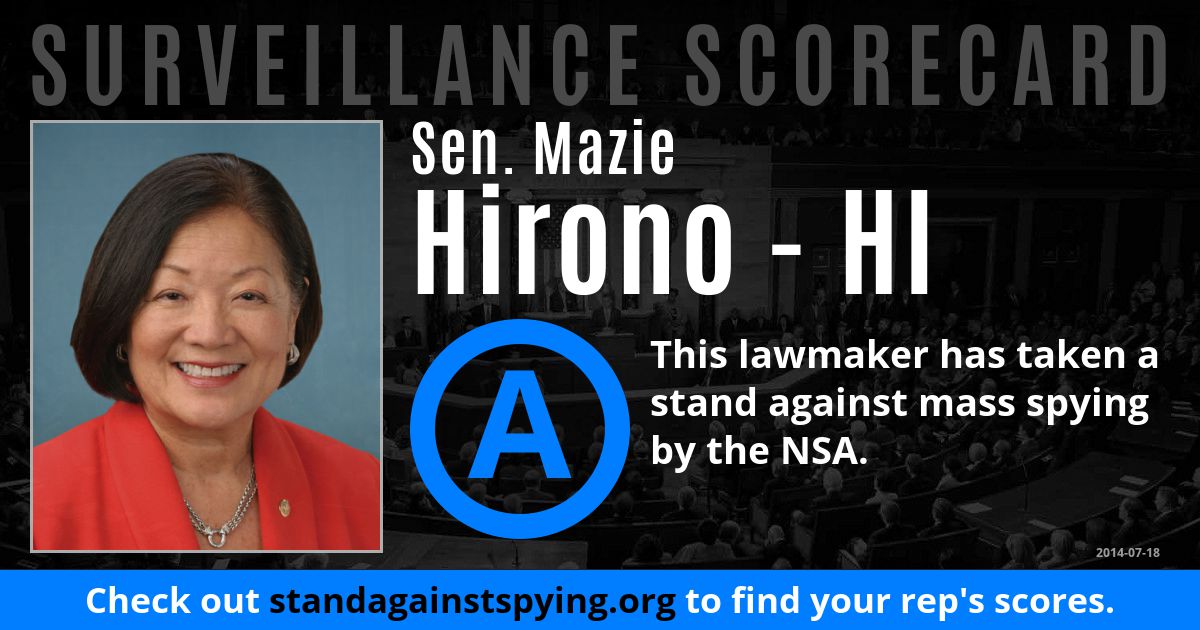 SURVEILLANCE SCORECARD
Sen. Mazie
Hirono - HI
A
This lawmaker has taken a
stand against mass spying
by the NSA.
2014-07-18
Check out standagainstspying.org to find your rep's scores.